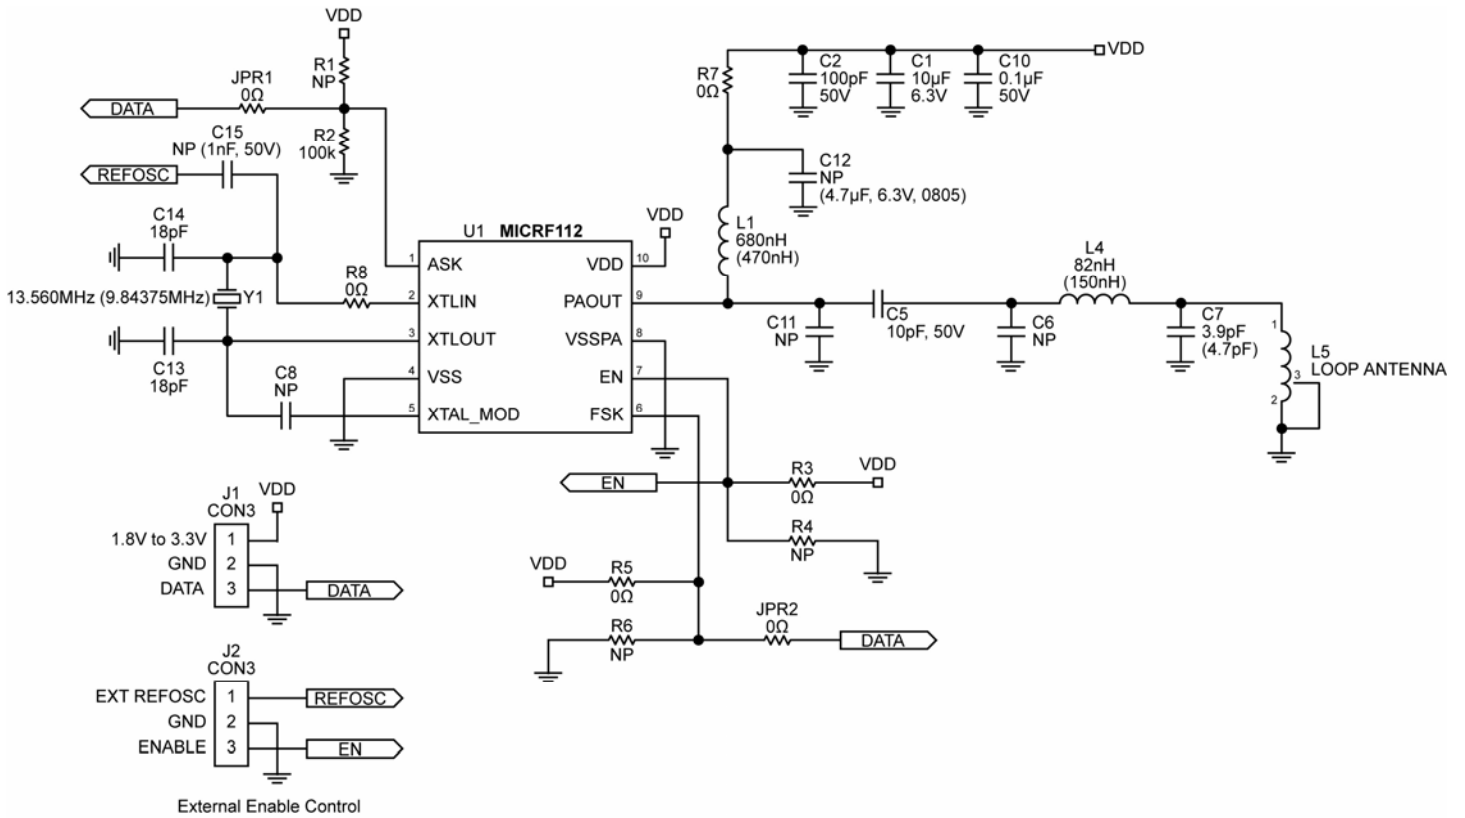 VDD
R1
NP
JPR1
0Ω
DATA
R2
100k
C15
NP (1nF, 50V)
REFOSC
C14
18pF
13.560MHz (9.84375MHz)
Y1
C13
18pF
R8
0Ω
C8
NP
U1 MICRF112
1
ASK
2
XTLIN
3
XTLOUT
4
VSS
5
XTAL_MOD
VDD
10
VDD
PAOUT
9
VSSPA
8
EN
7
FSK
6
R7
0Ω
C2
100pF
50V
C1
10µF
6.3V
C10
0.1µF
50V
VDD
C12
NP
(4.7µF, 6.3V, 0805)
L1
680nH
(470nH)
C11
NP
C5
10pF, 50V
C6
NP
L4
82nH
(150nH)
C7
3.9pF
(4.7pF)
1
3
2
L5
LOOP ANTENNA
EN
R3
0Ω
VDD
R4
NP
VDD
R5
0Ω
R6
NP
JPR2
0Ω
DATA
J1
CON3
VDD
1.8V to 3.3V
1
GND
2
DATA
3
DATA
J2
CON3
EXT REFOSC
1
REFOSC
GND
2
ENABLE
3
EN
External Enable Control